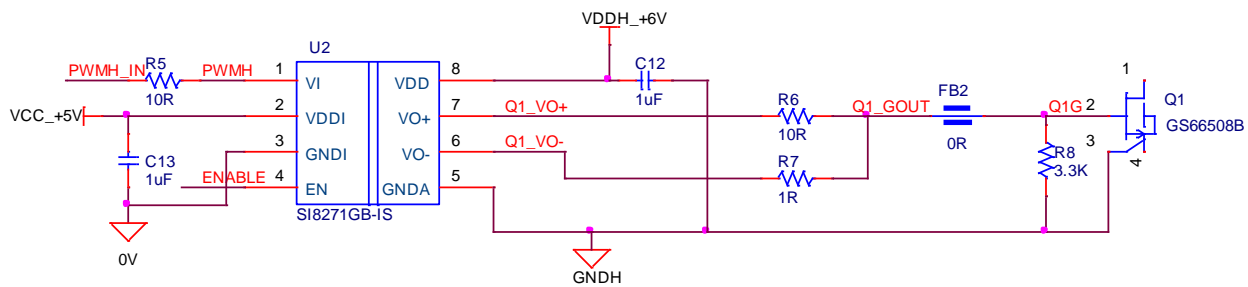 VDDH_+6V
U2
PWMH_IN R5 PWMH 1 VI VDD 8 C12 1
10R 1uF
VCC_+5V 2 VDDI VO+ 7 Q1_VO+ R6 Q1_GOUT FB2 Q1G 2 Q1
10R 0R GS66508B
3 GNDI VO- 6 Q1_VO- 3
C13 R7 R8 4
1uF ENABLE 4 EN GNDA 5 1R 3.3K
SI8271GB-IS
0V GNDH